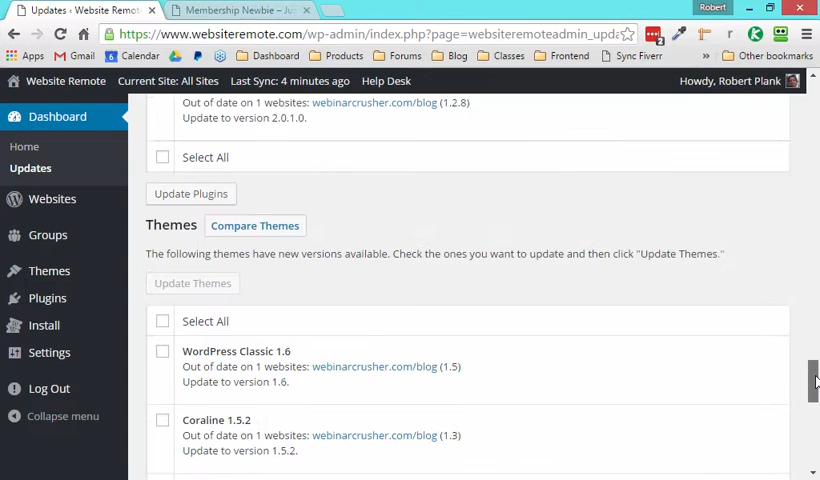 Robert
Updates ‹ Website Remot
Membership Newbie – Ju
https://www.websiteremote.com/wp-admin/index.php?page=websiteremoteadmin_upda
2
r
Apps
Gmail
6
Calendar
Dashboard
Products
Forums
Blog
Classes
Frontend
Sync Fiverr
»
Other bookmarks
Website Remote
Current Site: All Sites
Last Sync: 4 minutes ago
Help Desk
Howdy, Robert Plank
Dashboard
Home
Updates
Websites
Groups
Themes
Plugins
Install
Settings
Log Out
Collapse menu
Out of date on 1 websites: webinarcrusher.com/blog (1.2.8)
Update to version 2.0.1.0.
Select All
Update Plugins
Themes
Compare Themes
The following themes have new versions available. Check the ones you want to update and then click "Update Themes."
Update Themes
Select All
WordPress Classic 1.6
Out of date on 1 websites: webinarcrusher.com/blog (1.5)
Update to version 1.6.
Coraline 1.5.2
Out of date on 1 websites: webinarcrusher.com/blog (1.3)
Update to version 1.5.2.